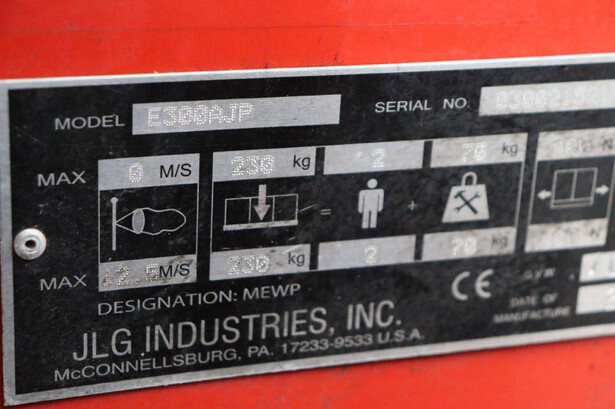 MODEL E300AJP SERIAL NO.
MAX 0 M/S 230 kg 2 70 kg
= +
MAX 12.5 M/S 230 kg 2 70 kg
DESIGNATION: MEWP CE G.V.W
JLG INDUSTRIES, INC. DATE OF
MANUFACTURE
MCCONNELLSBURG, PA. 17233-9533 U.S.A.